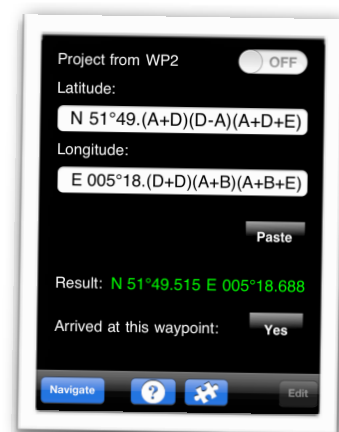 Project from WP2 OFF
Latitude:
N 51°49.(A+D)(D-A)(A+D+E)
Longitude:
E 005°18.(D+D)(A+B)(A+B+E)
Paste
Result: N 51°49.515 E 005°18.688
Arrived at this waypoint: Yes
Navigate ? Edit